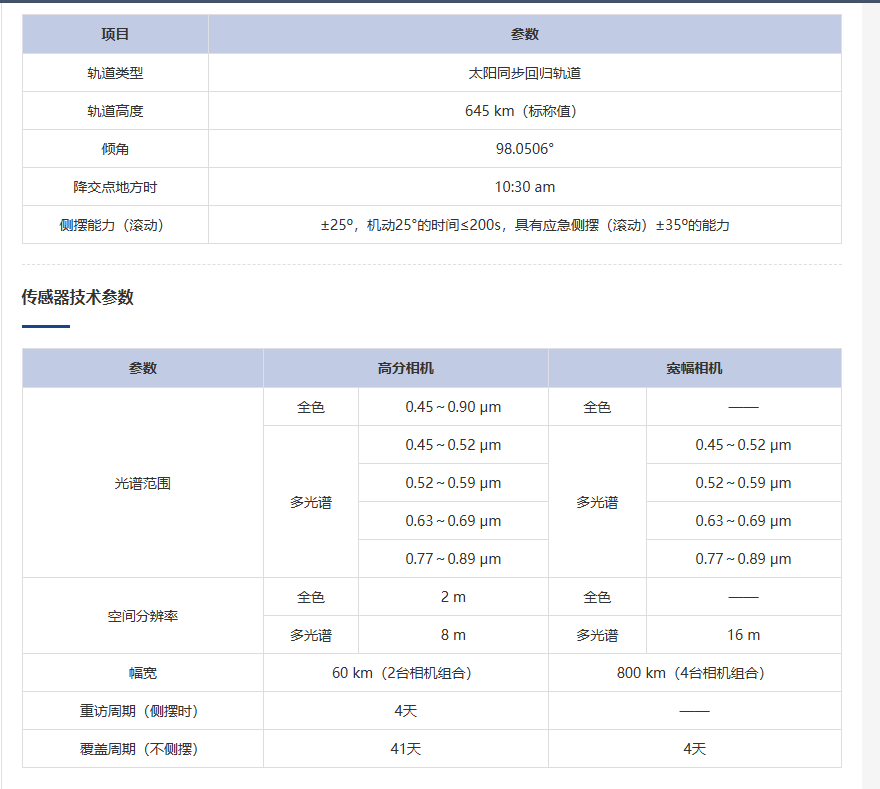 项目 参数
轨道类型 太阳同步回归轨道
轨道高度 645 km（标称值）
倾角 98.0506°
降交点地方时 10:30 am
侧摆能力（滚动） ±25º，机动25°的时间≤200s，具有应急侧摆（滚动）±35º的能力
传感器技术参数
参数 高分相机 宽幅相机
光谱范围 全色 0.45～0.90 μm 全色 ——
多光谱 0.45～0.52 μm 多光谱 0.45～0.52 μm
0.52～0.59 μm 0.52～0.59 μm
0.63～0.69 μm 0.63～0.69 μm
0.77～0.89 μm 0.77～0.89 μm
空间分辨率 全色 2 m 全色 ——
多光谱 8 m 多光谱 16 m
幅宽 60 km（2台相机组合） 800 km（4台相机组合）
重访周期（侧摆时） 4天 ——
覆盖周期（不侧摆） 41天 4天